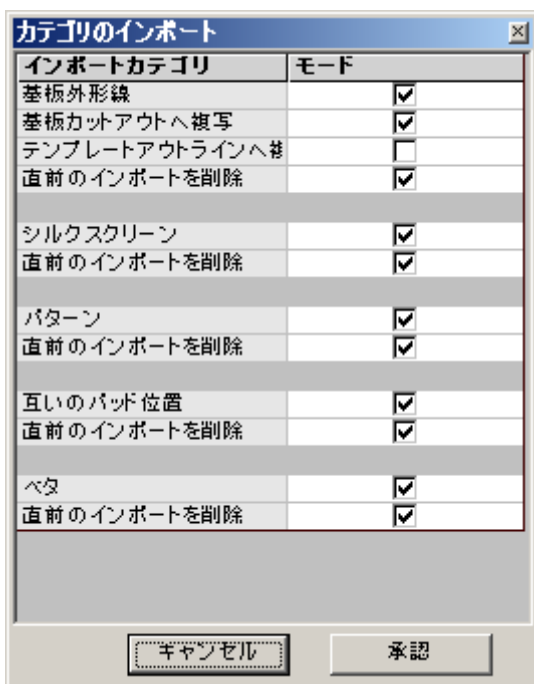 カテゴリのインポート
インポートカテゴリ モード
基板外形線
基板カットアウトへ複写
テンプレートアウトラインへ複
直前のインポートを削除
シルクスクリーン
直前のインポートを削除
パターン
直前のインポートを削除
互いのパッド位置
直前のインポートを削除
ベタ
直前のインポートを削除
キャンセル 承認